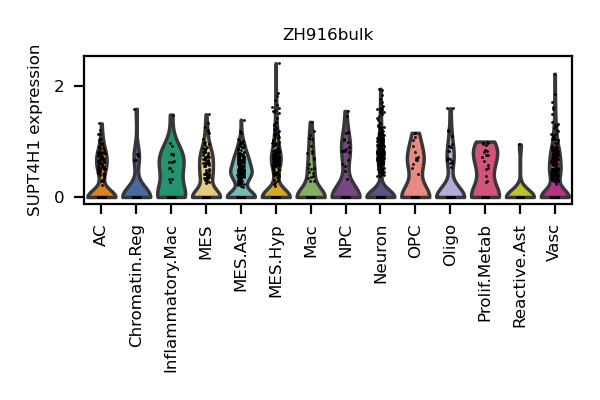 ZH916bulk
SUPT4H1 expression
2
0
AC
Chromatin.Reg
Inflammatory.Mac
MES
MES.Ast
MES.Hyp
Mac
NPC
Neuron
OPC
Oligo
Prolif.Metab
Reactive.Ast
Vasc